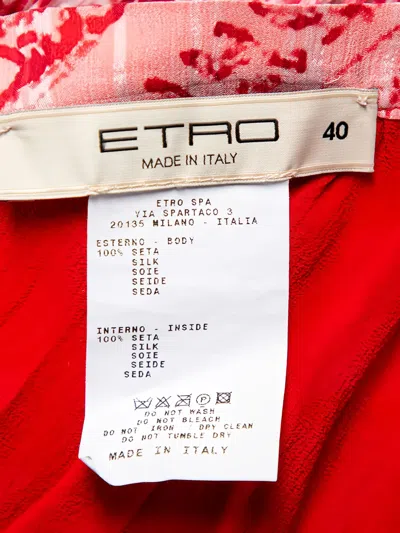 ETRO 40
MADE IN ITALY
ETRO SPA
VIA SPARTACO 3
20135 MILANO - ITALIA
ESTERNO - BODY
100% SETA
SILK
SOIE
SEIDE
SEDA
INTERNO - INSIDE
100% SETA
SILK
SOIE
SEIDE
SEDA
P
DO NOT WASH
DO NOT BLEACH
DO NOT IRON - DRY CLEAN
DO NOT TUMBLE DRY
MADE IN ITALY